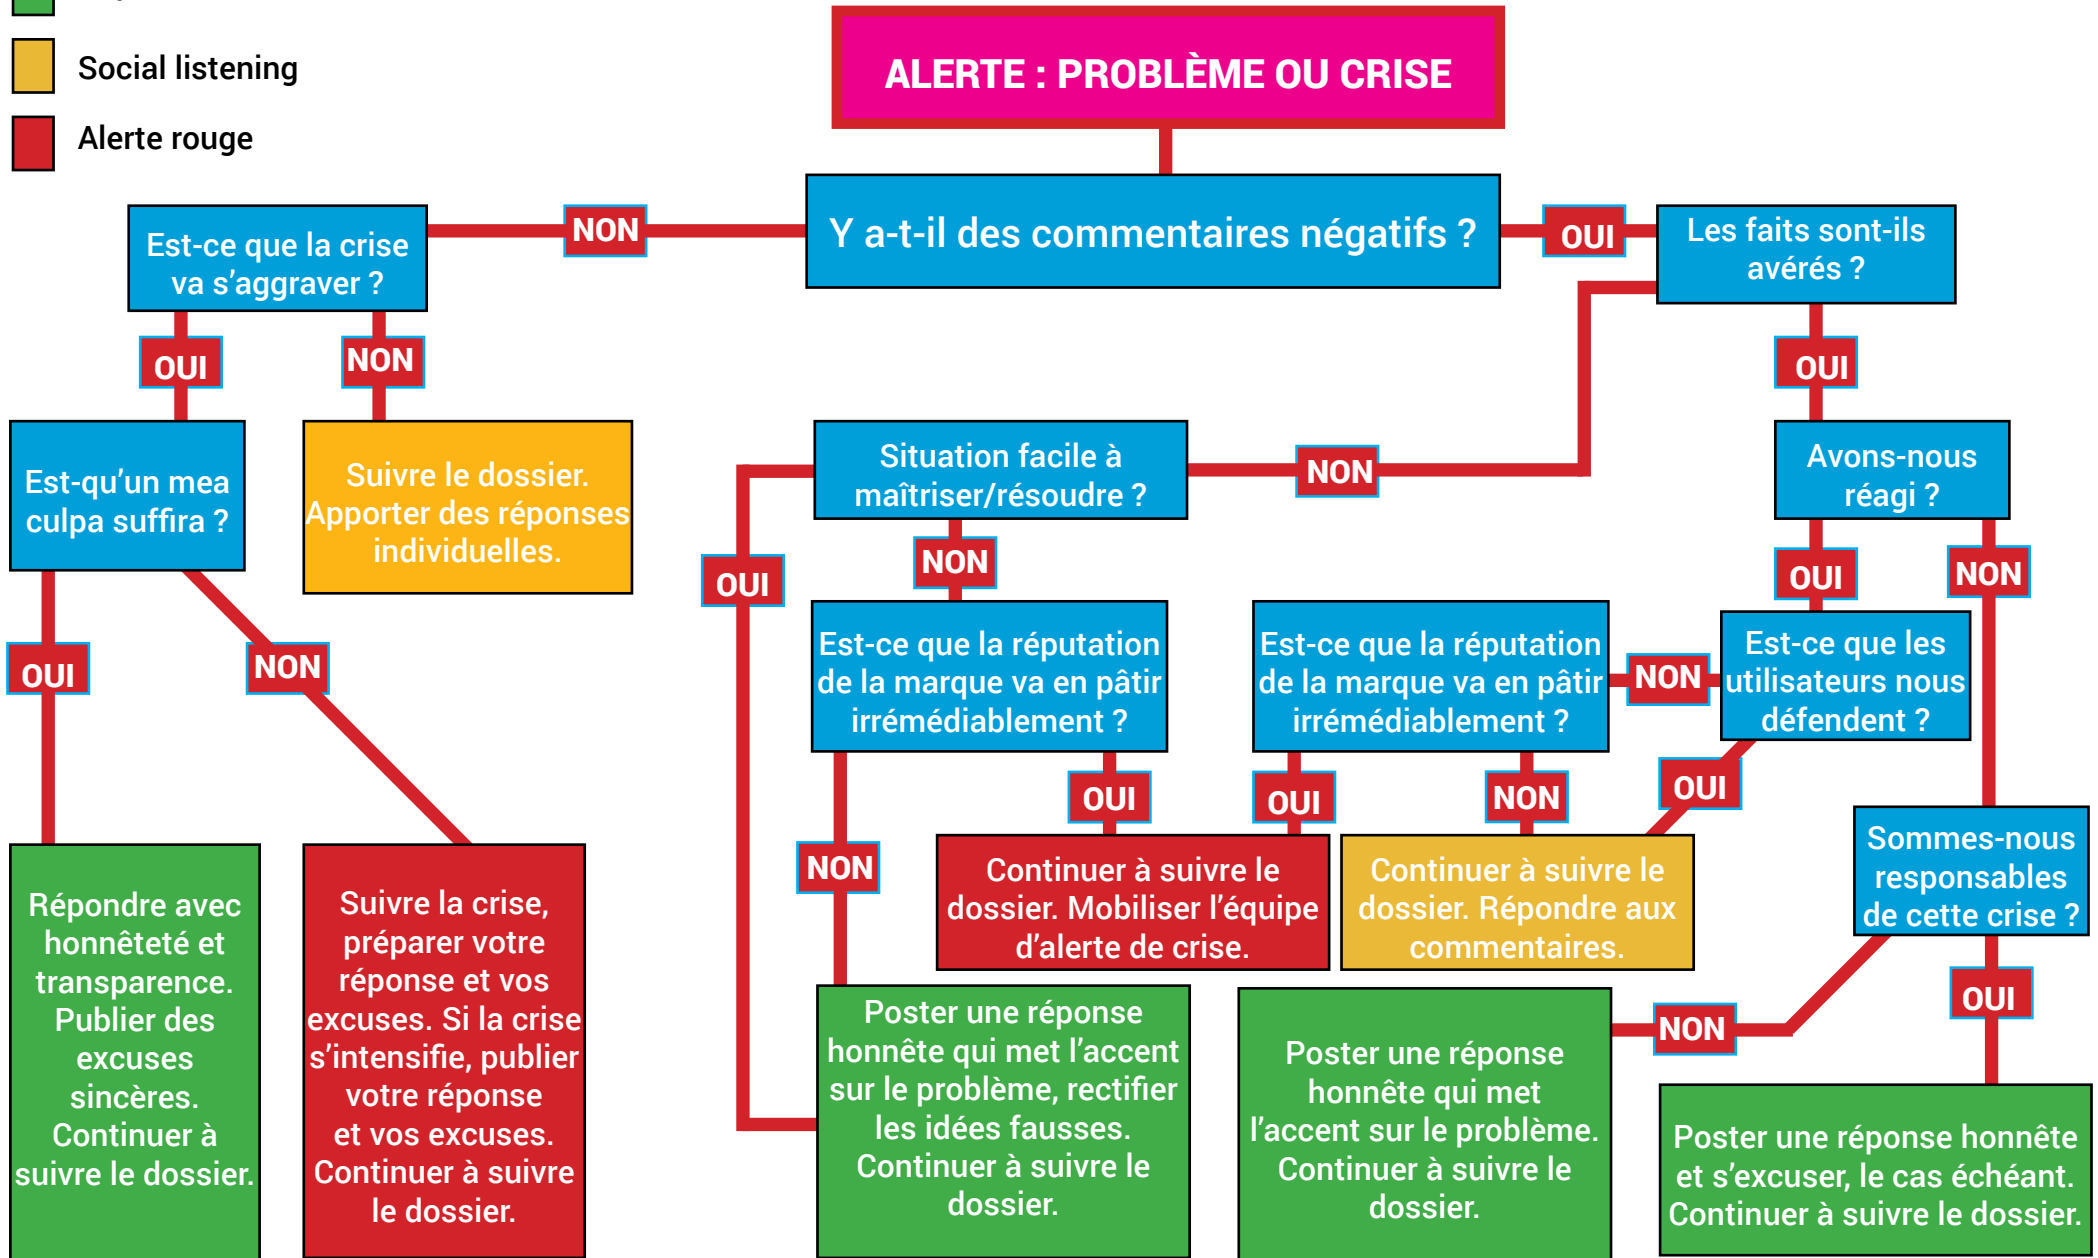 Social listening
Alerte rouge
ALERTE : PROBLÈME OU CRISE
Y a-t-il des commentaires négatifs ?
NON
OUI
Est-ce que la crise
va s'aggraver ?
Les faits sont-ils
avérés ?
OUI
NON
OUI
Est-qu'un mea
culpa suffira ?
Suivre le dossier.
Apporter des réponses
individuelles.
Situation facile à
maîtriser/résoudre ?
NON
Avons-nous
réagi ?
OUI
NON
OUI
NON
Est-ce que la réputation
de la marque va en pâtir
irrémédiablement ?
Est-ce que la réputation
de la marque va en pâtir
irrémédiablement ?
NON
Est-ce que les
utilisateurs nous
défendent ?
OUI
NON
NON
OUI
OUI
NON
OUI
Répondre avec
honnêteté et
transparence.
Publier des
excuses
sincères.
Continuer à
suivre le dossier.
Suivre la crise,
préparer votre
réponse et vos
excuses. Si la crise
s'intensifie, publier
votre réponse
et vos excuses.
Continuer à suivre
le dossier.
Continuer à suivre le
dossier. Mobiliser l'équipe
d'alerte de crise.
Continuer à suivre le
dossier. Répondre aux
commentaires.
Sommes-nous
responsables
de cette crise ?
NON
OUI
Poster une réponse
honnête qui met l'accent
sur le problème, rectifier
les idées fausses.
Continuer à suivre le
dossier.
Poster une réponse
honnête qui met
l'accent sur le problème.
Continuer à suivre le
dossier.
Poster une réponse honnête
et s'excuser, le cas échéant.
Continuer à suivre le dossier.